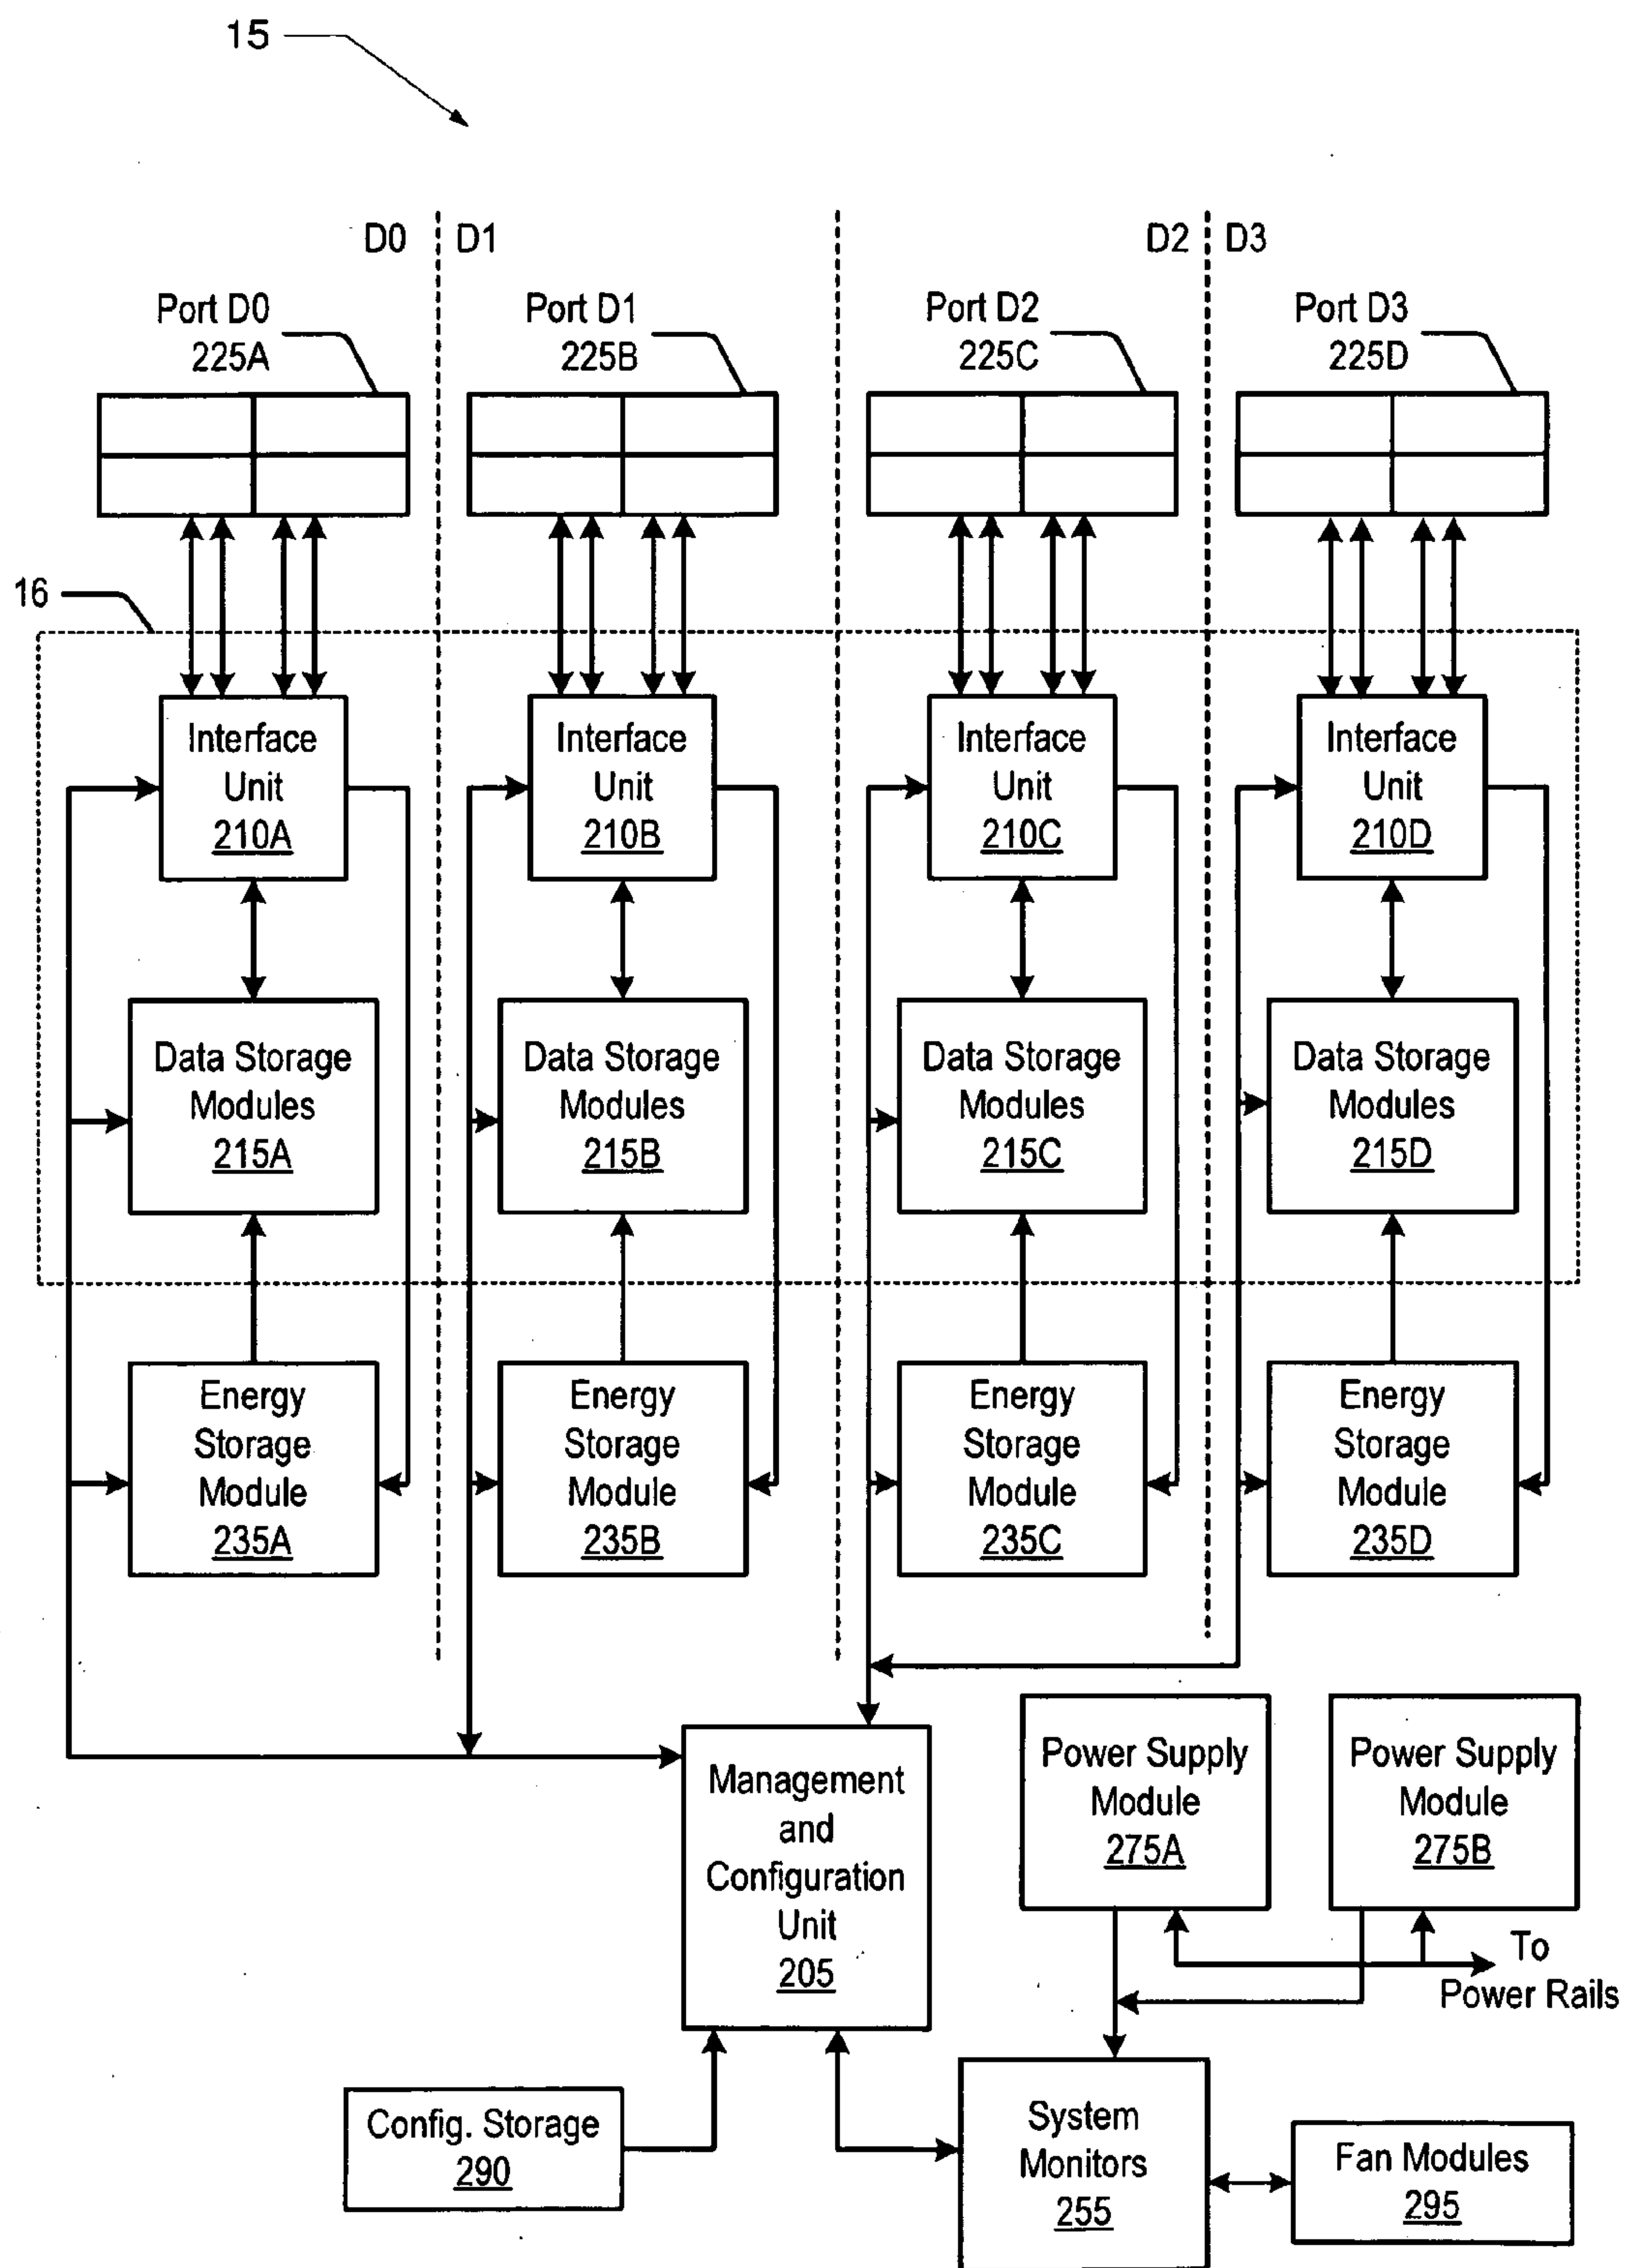 15
D0
D1
D2
D3
Port D0
225A
Port D1
225B
Port D2
225C
Port D3
225D
16
Interface
Unit
210A
Interface
Unit
210B
Interface
Unit
210C
Interface
Unit
210D
Data Storage
Modules
215A
Data Storage
Modules
215B
Data Storage
Modules
215C
Data Storage
Modules
215D
Energy
Storage
Module
235A
Energy
Storage
Module
235B
Energy
Storage
Module
235C
Energy
Storage
Module
235D
Management
and
Configuration
Unit
205
Power Supply
Module
275A
Power Supply
Module
275B
To
Power Rails
Config. Storage
290
System
Monitors
255
Fan Modules
295